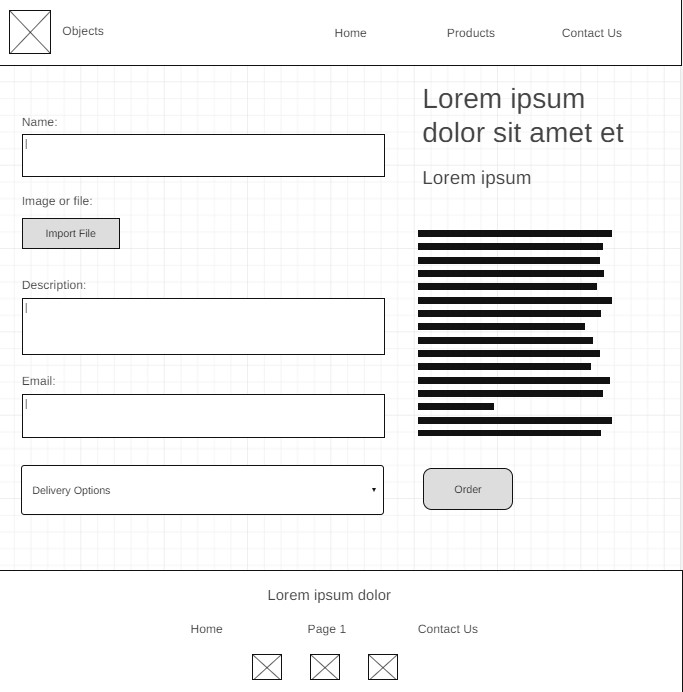 Objects
Home
Products
Contact Us
Name:
Image or file:
Import File
Description:
Email:
Delivery Options
Lorem ipsum
dolor sit amet et
Lorem ipsum
Order
Lorem ipsum dolor
Home
Page 1
Contact Us